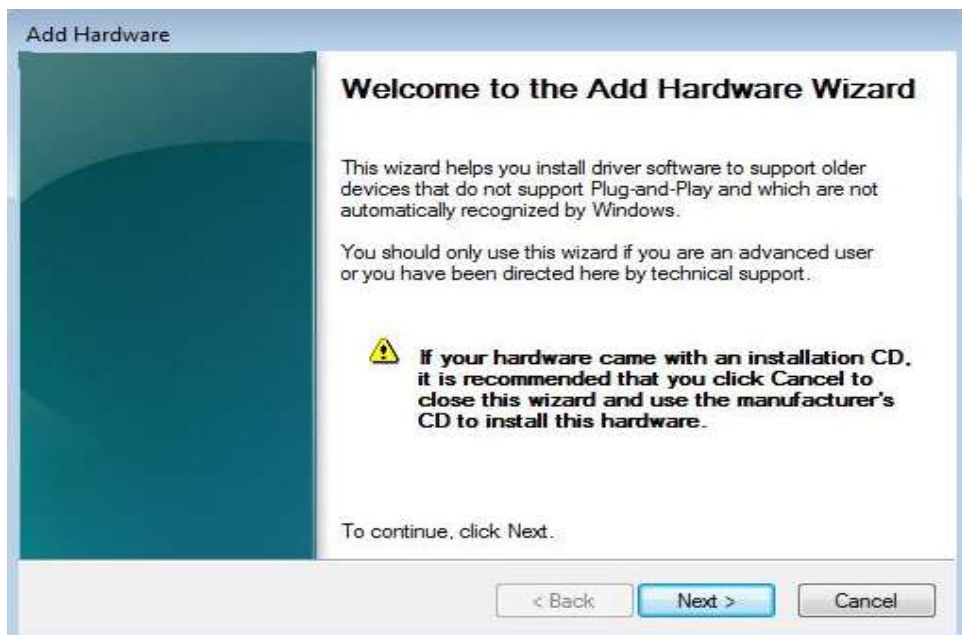 Add Hardware
Welcome to the Add Hardware Wizard
This wizard helps you install driver software to support older
devices that do not support Plug-and-Play and which are not
automatically recognized by Windows.
You should only use this wizard if you are an advanced user
or you have been directed here by technical support.
If your hardware came with an installation CD,
it is recommended that you click Cancel to
close this wizard and use the manufacturer's
CD to install this hardware.
To continue, click Next.
< Back Next > Cancel